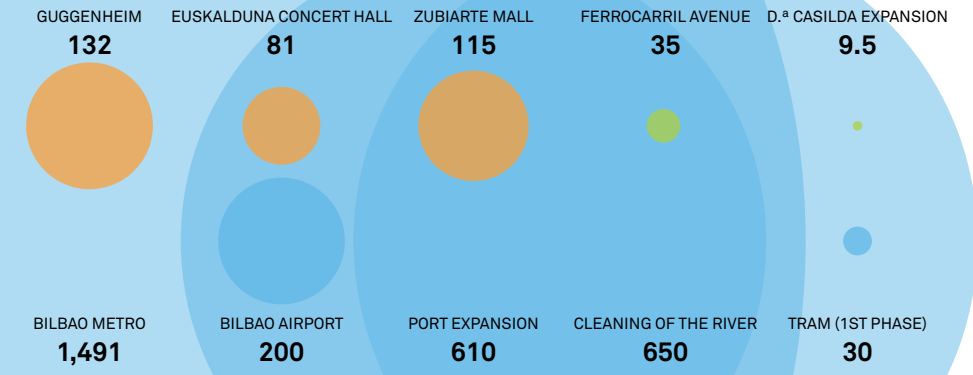 GUGGENHEIM
132
EUSKALDUNA CONCERT HALL
81
ZUBIARTE MALL
115
FERROCARRIL AVENUE
35
D.ª CASILDA EXPANSION
9.5
BILBAO METRO
1,491
BILBAO AIRPORT
200
PORT EXPANSION
610
CLEANING OF THE RIVER
650
TRAM (1ST PHASE)
30